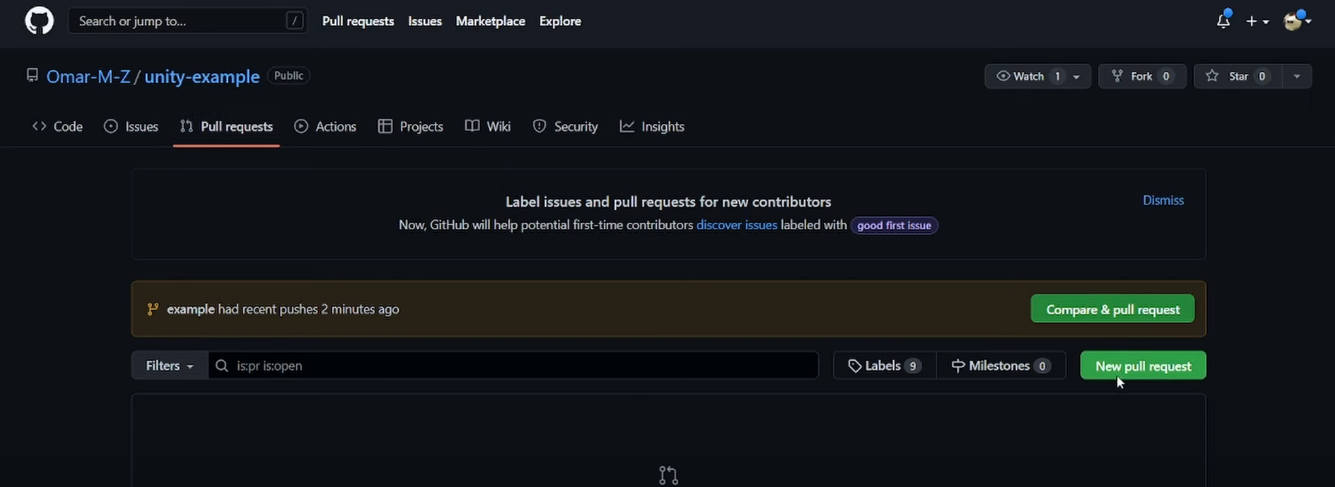 Search or jump to... / Pull requests Issues Marketplace Explore
Omar-M-Z / unity-example Public Watch 1 Fork 0 Star 0
Code Issues Pull requests Actions Projects Wiki Security Insights
Label issues and pull requests for new contributors Dismiss
Now, GitHub will help potential first-time contributors discover issues labeled with good first issue
example had recent pushes 2 minutes ago Compare & pull request
Filters is:pr is:open Labels 9 Milestones 0 New pull request